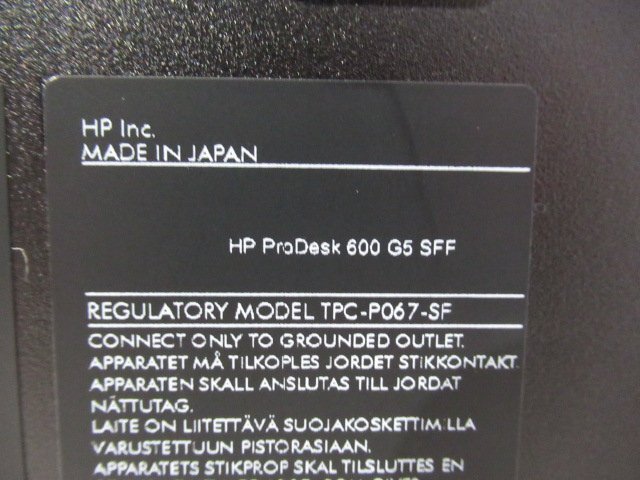 HP Inc.
MADE IN JAPAN
HP ProDesk 600 G5 SFF
REGULATORY MODEL TPC-P067-SF
CONNECT ONLY TO GROUNDED OUTLET.
APPARATET MÅ TILKOPLES JORDET STIKKONTAKT.
APPARATEN SKALL ANSLUTAS TILL JORDAT
NÄTTUTAG.
LAITE ON LIITETTÄVÄ SUOJAKOSKETTIMILLA
VARUSTETTUUN PISTORASIAAN.
APPARATETS STIKPROP SKAL TILSLUTTES EN